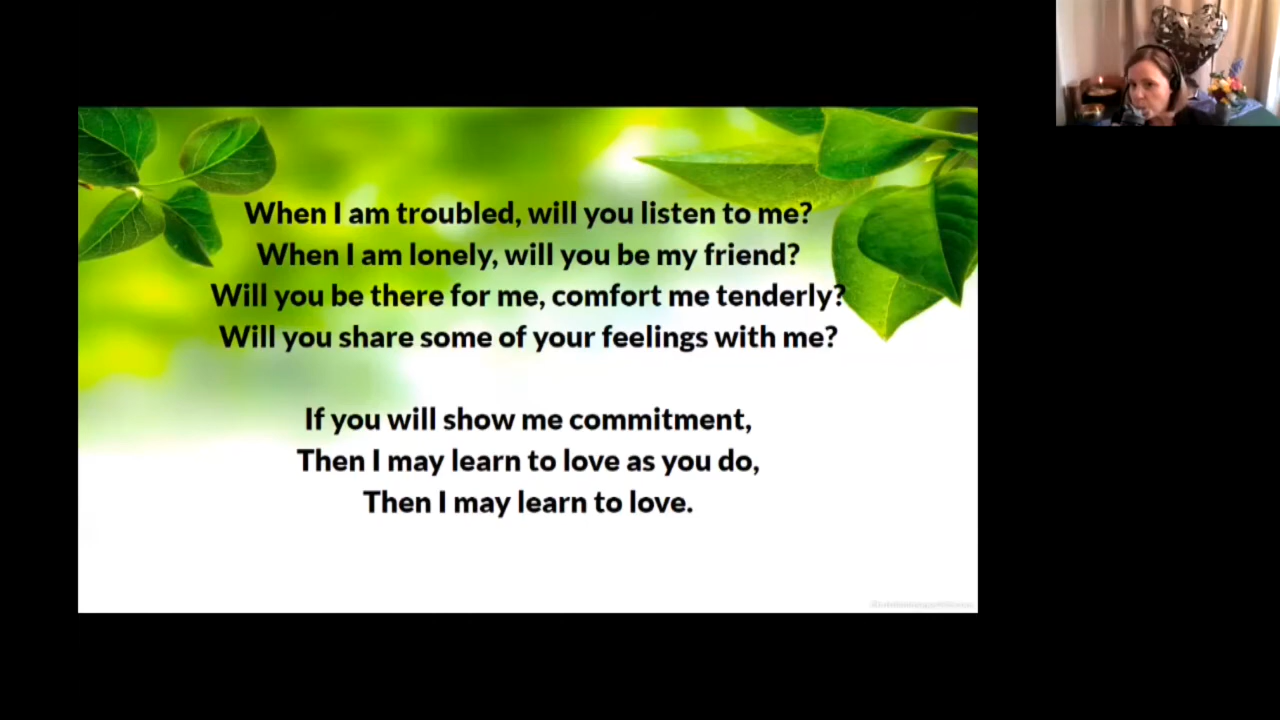 When I am troubled, will you listen to me?
When I am lonely, will you be my friend?
Will you be there for me, comfort me tenderly?
Will you share some of your feelings with me?
If you will show me commitment,
Then I may learn to love as you do,
Then I may learn to love.